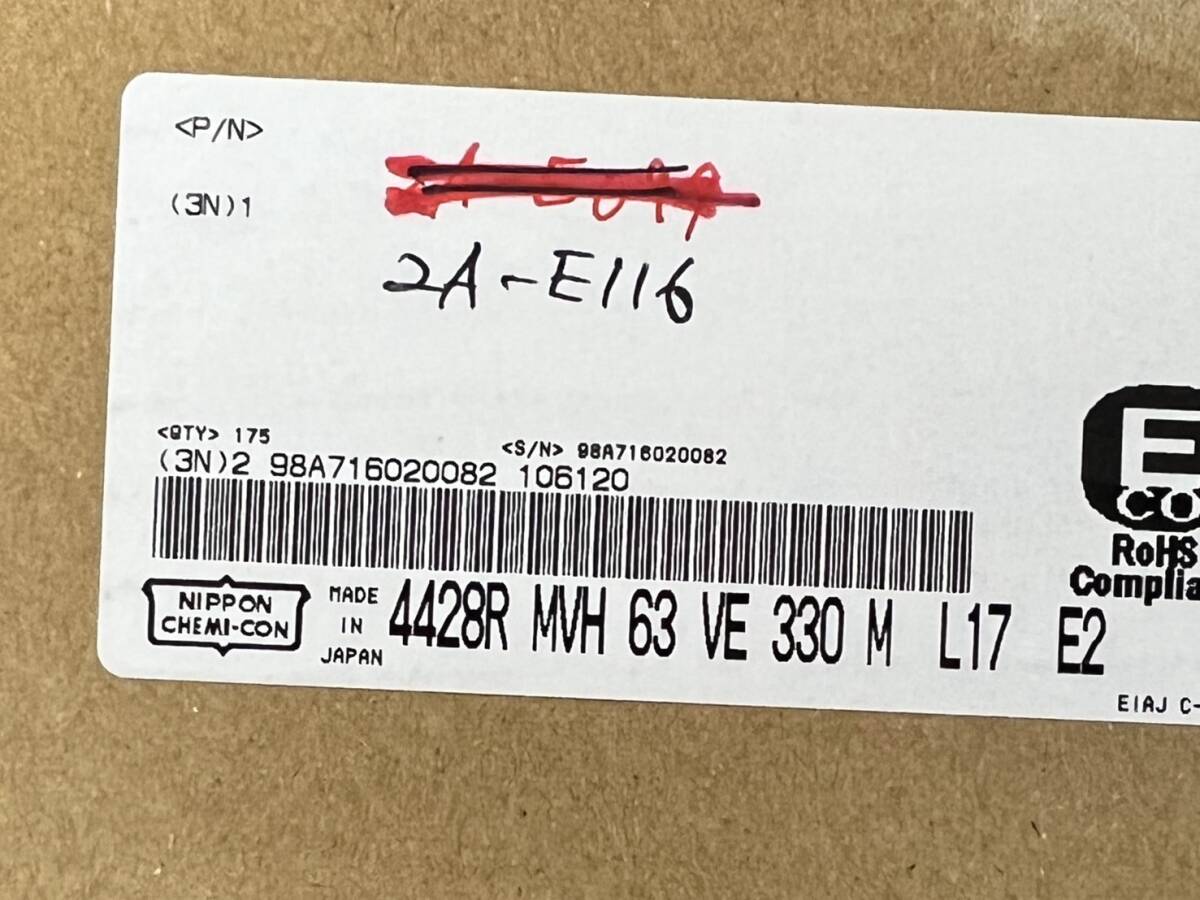 <P/N>
(3N)1
2A-E116
<QTY> 175
<S/N> 98A716020082
(3N)2 98A716020082 106120
E
CO
RoHS
NIPPON
CHEMI-CON
MADE
IN
JAPAN
4428R MVH 63 VE 330 M L17 E2
EIAJ C-